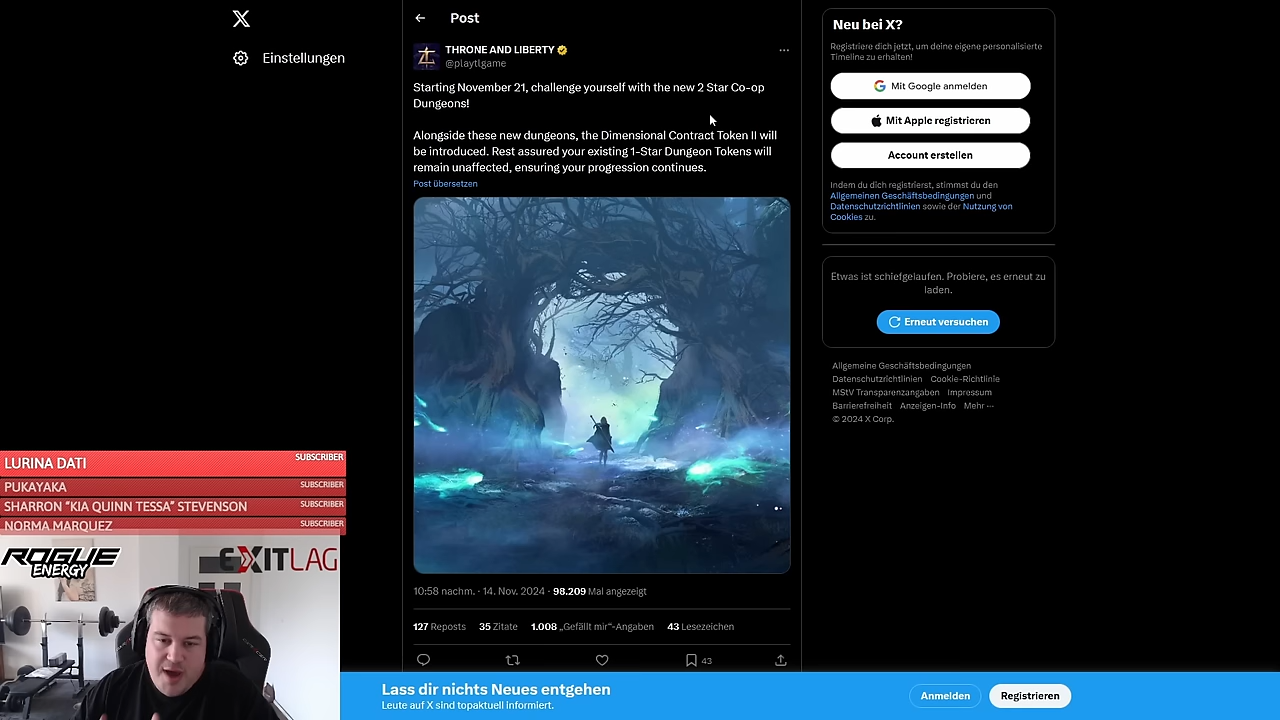 Einstellungen
Post
THRONE AND LIBERTY
@playtlgame
Starting November 21, challenge yourself with the new 2 Star Co-op
Dungeons!
Alongside these new dungeons, the Dimensional Contract Token II will
be introduced. Rest assured your existing 1-Star Dungeon Tokens will
remain unaffected, ensuring your progression continues.
Post übersetzen
10:58 nachm. · 14. Nov. 2024 · 98.209 Mal angezeigt
127 Reposts 35 Zitate 1.008 „Gefällt mir“-Angaben 43 Lesezeichen
43
Neu bei X?
Registriere dich jetzt, um deine eigene personalisierte
Timeline zu erhalten!
Mit Google anmelden
Mit Apple registrieren
Account erstellen
Indem du dich registrierst, stimmst du den
Allgemeinen Geschäftsbedingungen und
Datenschutzrichtlinien sowie der Nutzung von
Cookies zu.
Etwas ist schiefgelaufen. Probiere, es erneut zu
laden.
Erneut versuchen
Allgemeine Geschäftsbedingungen
Datenschutzrichtlinien Cookie-Richtlinie
MStV Transparenzangaben Impressum
Barrierefreiheit Anzeigen-Info Mehr ···
© 2024 X Corp.
LURINA DATI SUBSCRIBER
PUKAYAKA SUBSCRIBER
SHARRON "KIA QUINN TESSA" STEVENSON SUBSCRIBER
NORMA MARQUEZ SUBSCRIBER
ROGUE
ENERGY
EXITLAG
Lass dir nichts Neues entgehen
Leute auf X sind topaktuell informiert.
Anmelden
Registrieren